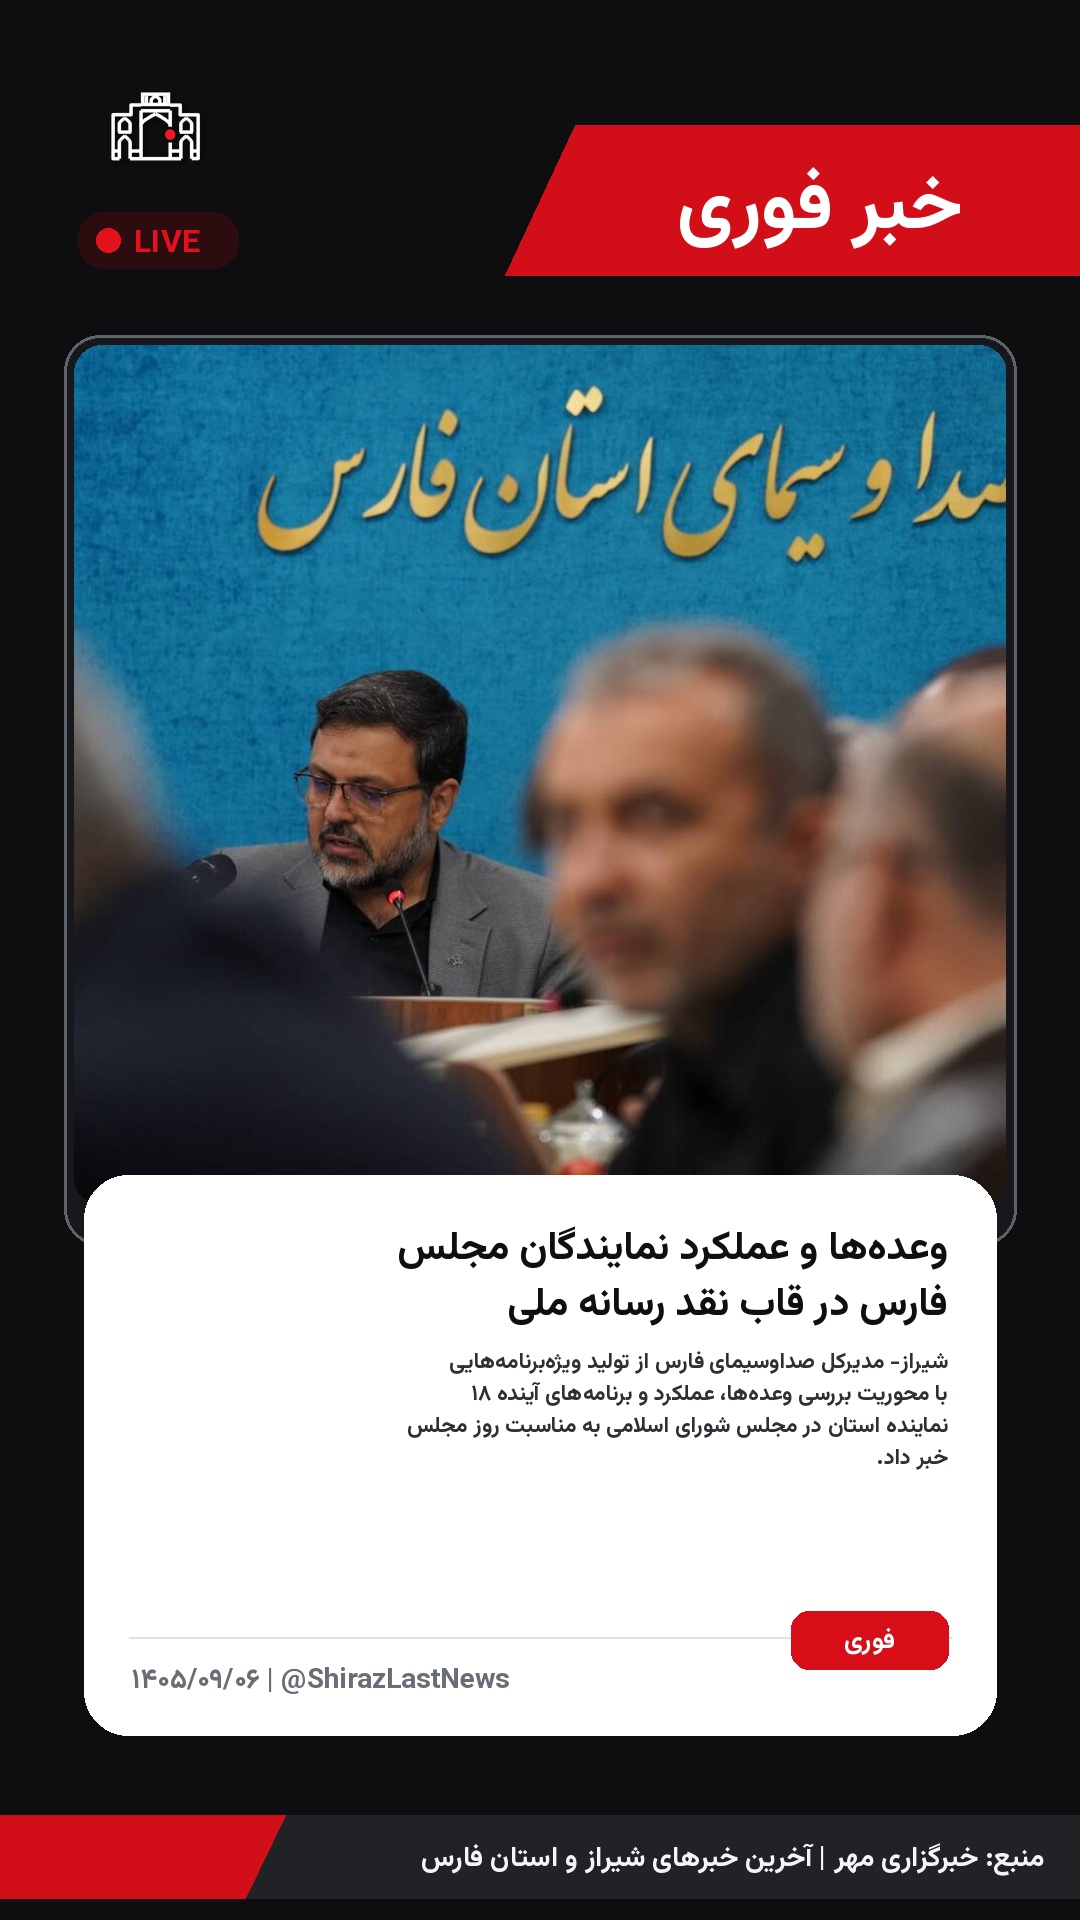 خبر فوری
LIVE
صدا و سیمای استان فارس
وعده‌ها و عملکرد نمایندگان مجلس
فارس در قاب نقد رسانه ملی
شیراز- مدیرکل صداوسیمای فارس از تولید ویژه‌برنامه‌هایی
با محوریت بررسی وعده‌ها، عملکرد و برنامه‌های آینده ۱۸
نماینده استان در مجلس شورای اسلامی به مناسبت روز مجلس
خبر داد.
فوری
۱۴۰۵/۰۹/۰۶ | @ShirazLastNews
منبع: خبرگزاری مهر | آخرین خبرهای شیراز و استان فارس